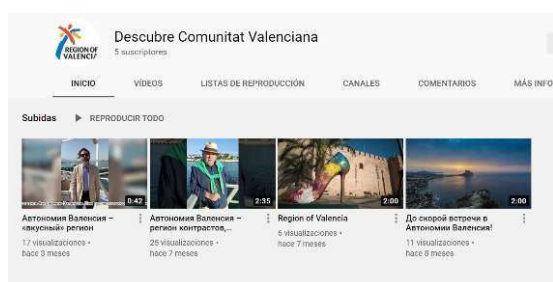 REGION OF
VALENCIA
Descubre Comunitat Valenciana
5 suscriptores
INICIO VÍDEOS LISTAS DE REPRODUCCIÓN CANALES COMENTARIOS MÁS INFO
Subidas REPRODUCIR TODO
0:42 2:35 2:00 2:00
Автономия Валенсия –
«вкусный» регион
17 visualizaciones •
hace 3 meses
Автономия Валенсия –
регион контрастов,...
25 visualizaciones •
hace 7 meses
Region of Valencia
6 visualizaciones •
hace 7 meses
До скорой встречи в
Автономии Валенсия!
11 visualizaciones •
hace 8 meses